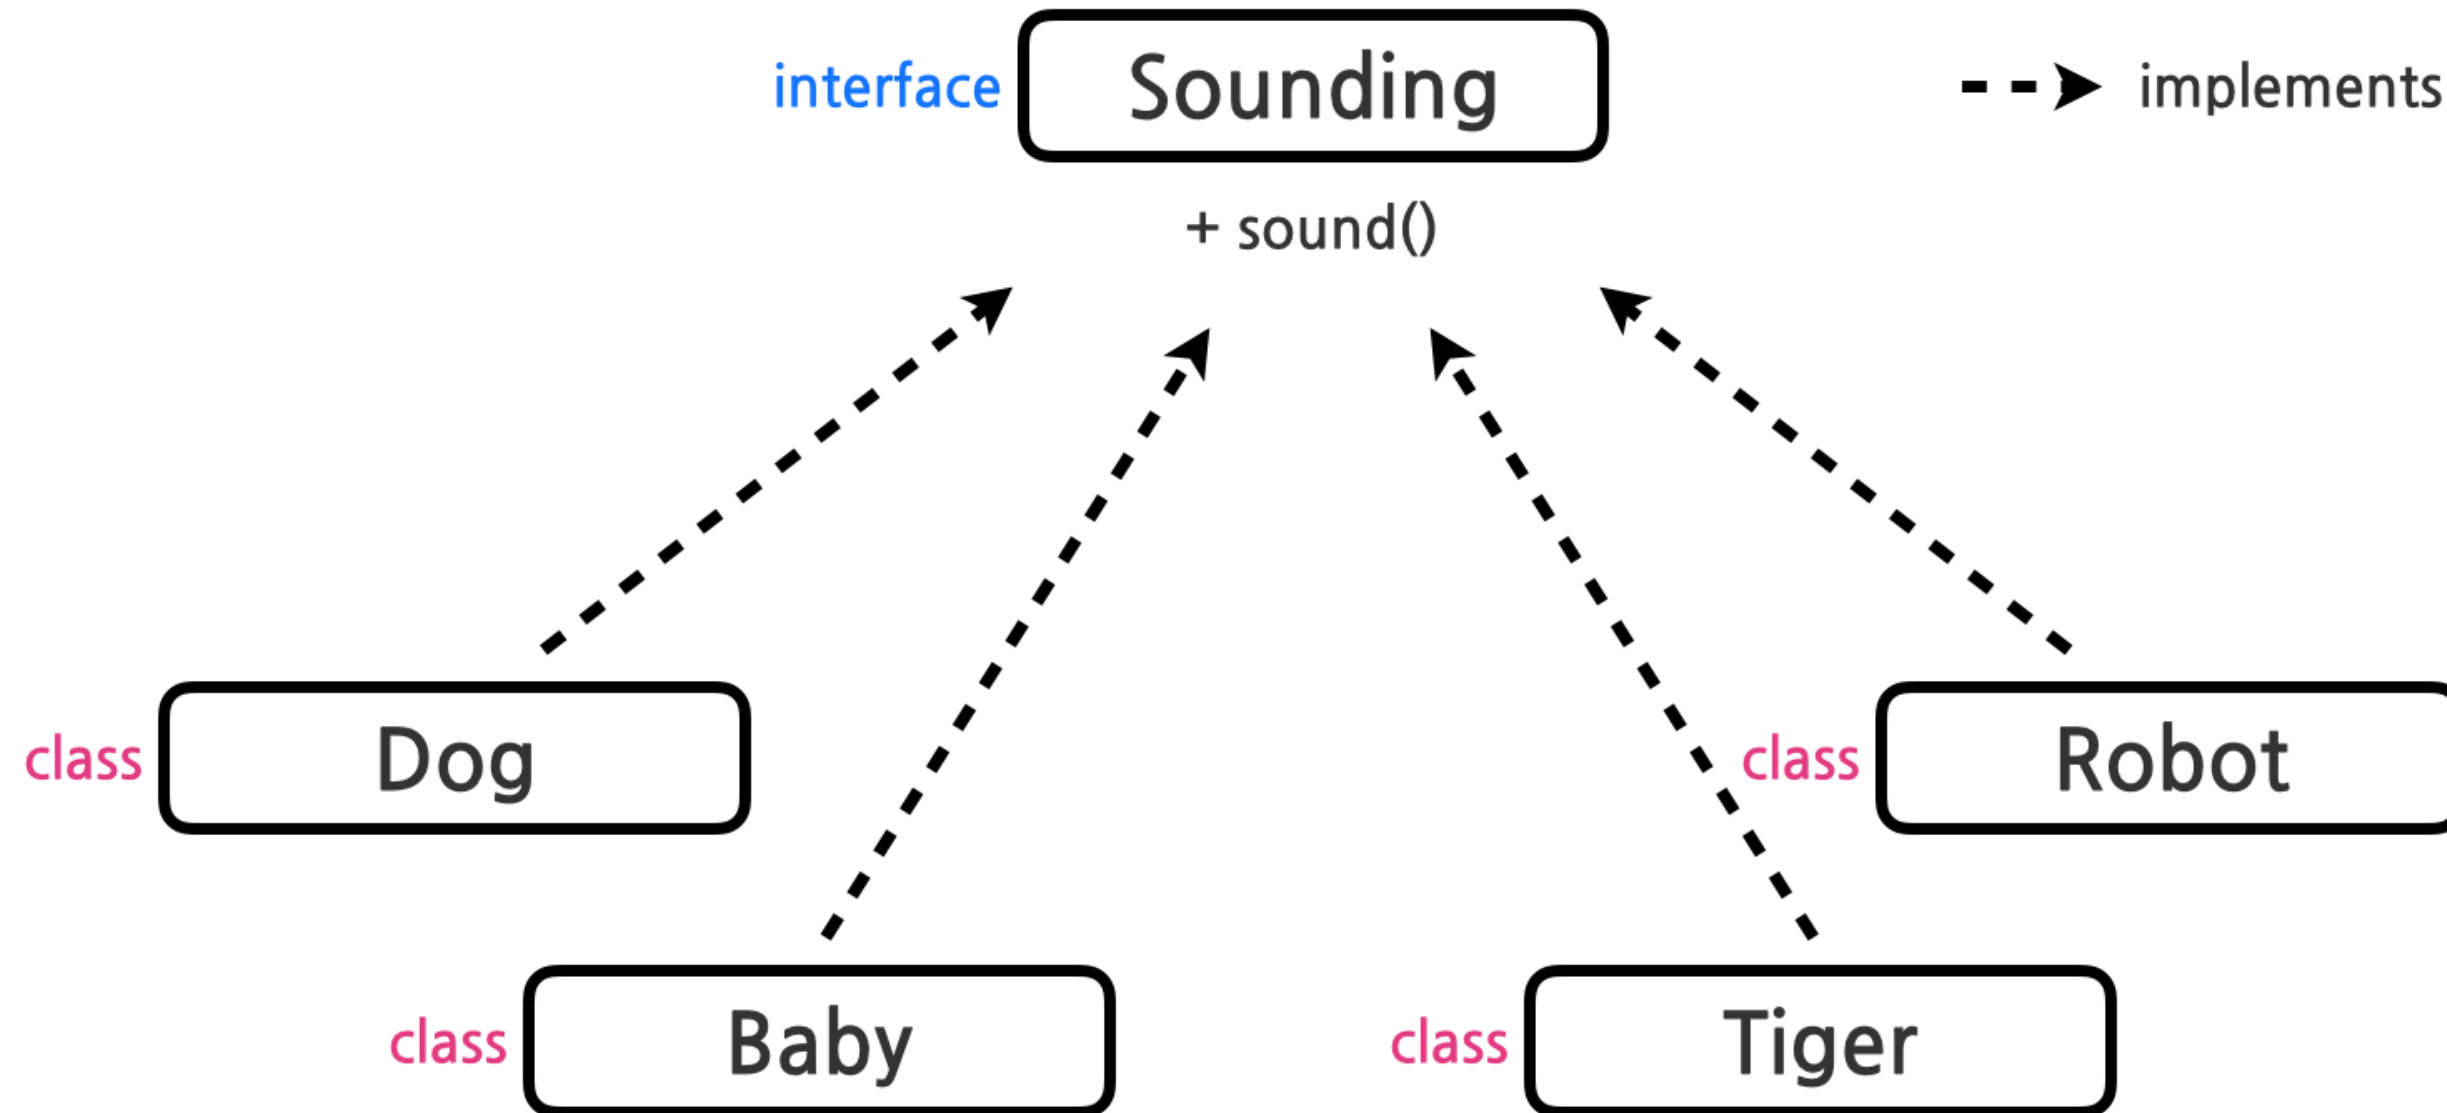 interface Sounding
implements
+ sound()
class Dog
class Robot
class Baby
class Tiger